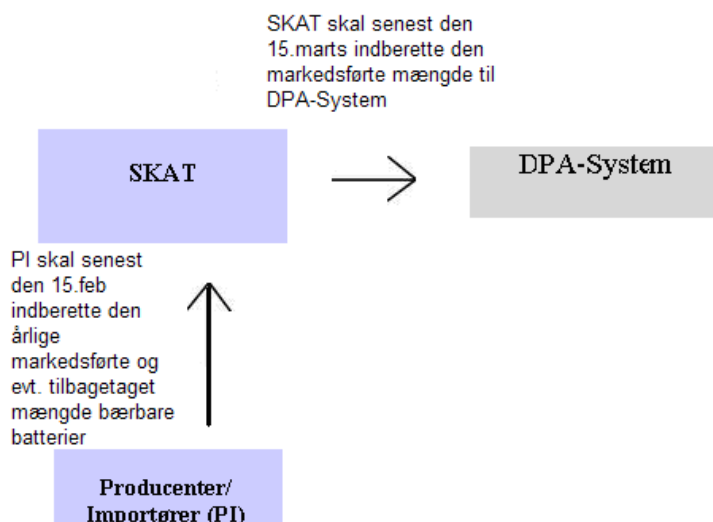 SKAT skal senest den
15.marts indberette den
markedsførte mængde til
DPA-System
SKAT
DPA-System
PI skal senest
den 15.feb
indberette den
årlige
markedsførte og
evt. tilbagetaget
mængde bærbare
batterier
Producenter/
Importører (PI)